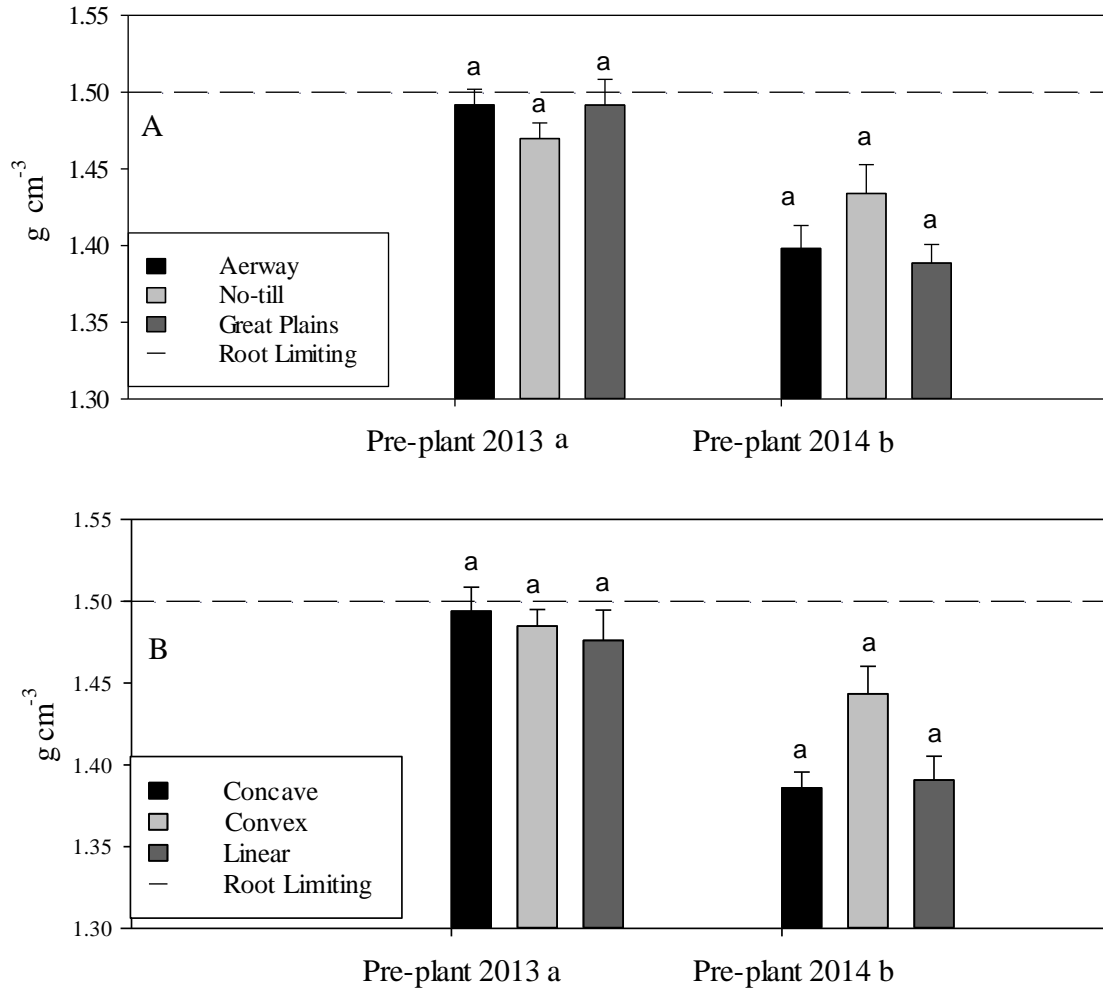 1.55
a
a
1.50
a
A
a
1.45
a
a
g cm-3
1.40
Aerway
No-till
1.35
Great Plains
Root Limiting
1.30
Pre-plant 2013 a
Pre-plant 2014 b
1.55
a
a
a
1.50
B
a
1.45
a
a
g cm-3
1.40
Concave
Convex
1.35
Linear
Root Limiting
1.30
Pre-plant 2013 a
Pre-plant 2014 b